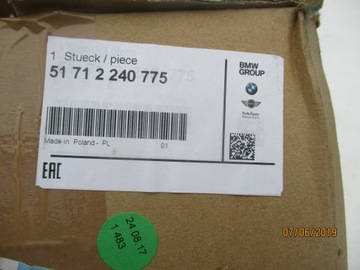 1 Stueck / piece
51 71 2 240 775
BMW
GROUP
Made in Poland - PL
01
EAC
24.08.17
1 483
07/06/2019